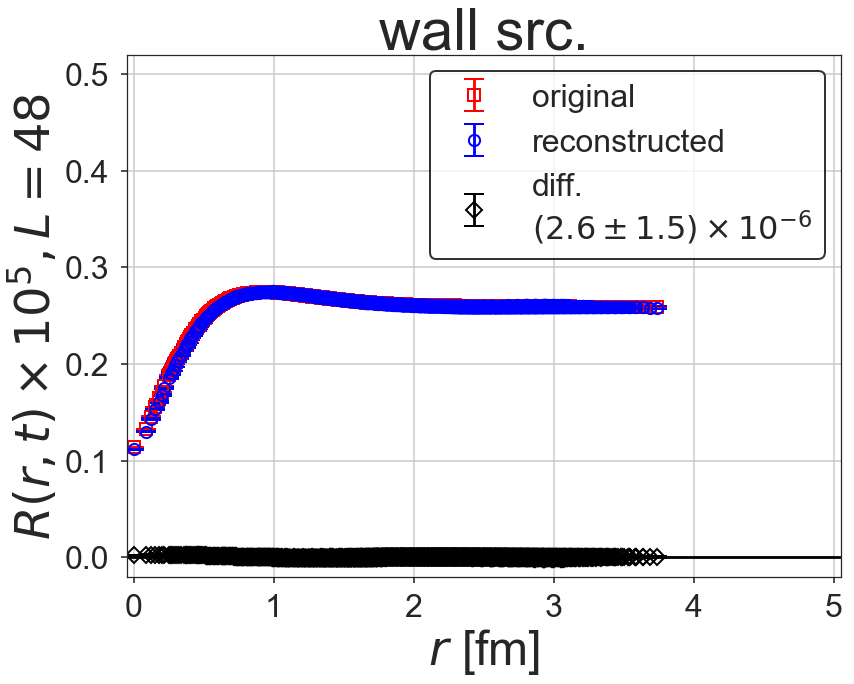 wall src.
R(r, t) × 10⁵, L = 48
0.5
0.4
0.3
0.2
0.1
0.0
original
reconstructed
diff.
(2.6 ± 1.5) × 10⁻⁶
0 1 2 3 4 5
r [fm]